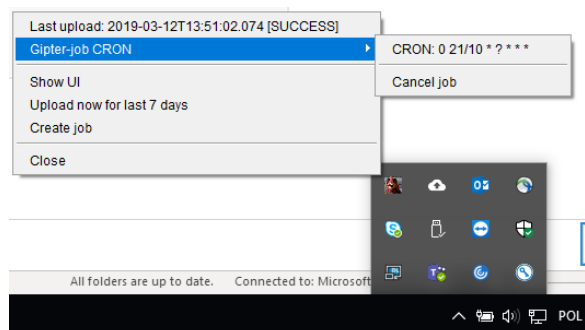 Last upload: 2019-03-12T13:51:02.074 [SUCCESS]
Gipter-job CRON
CRON: 0 21/10 * ? * * *
Show UI
Cancel job
Upload now for last 7 days
Create job
Close
All folders are up to date. Connected to: Microsoft
POL